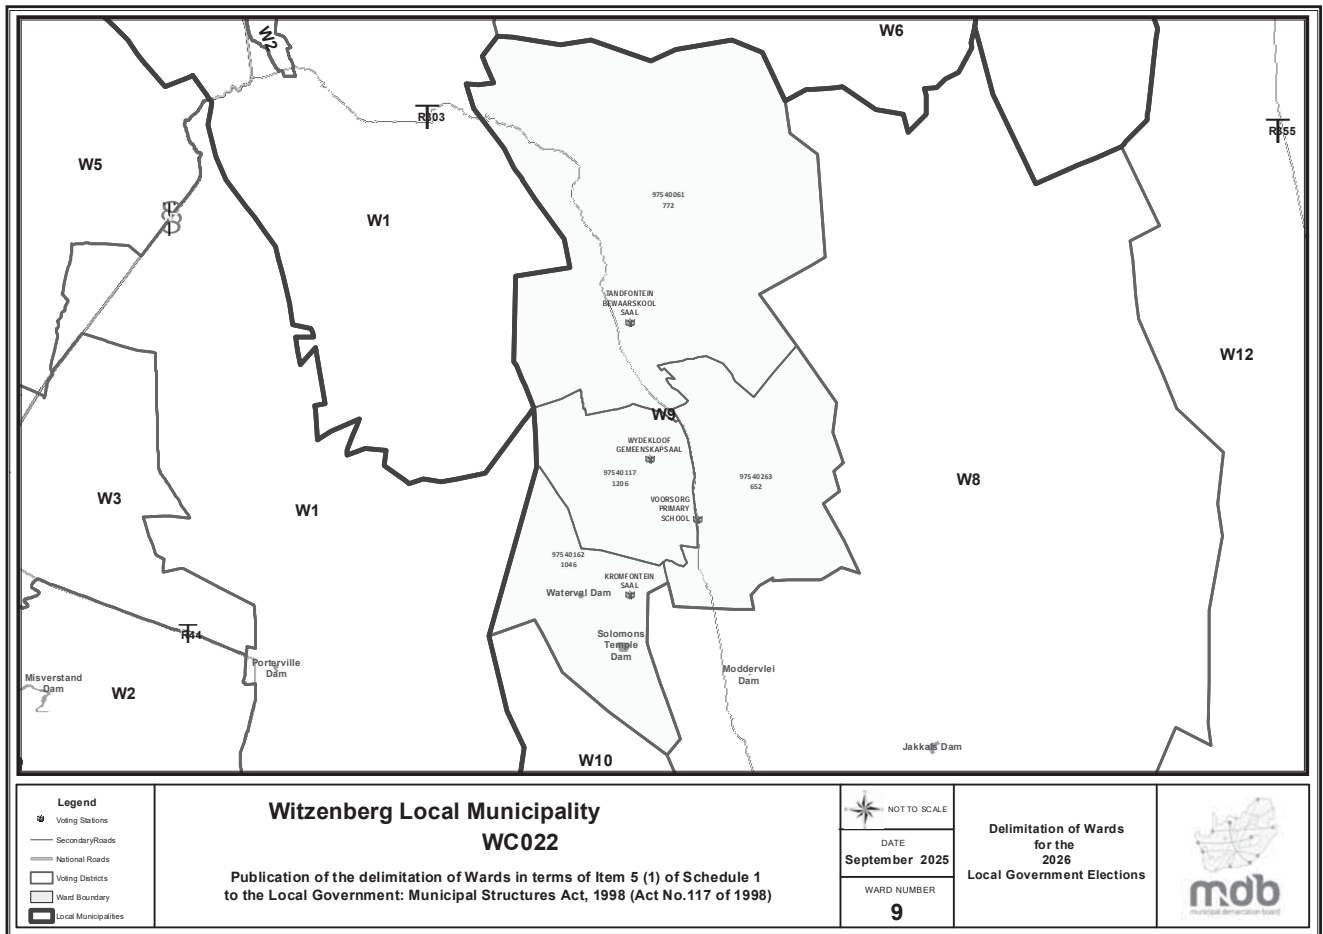 W2
W6
R303
R355
W5
W1
97540061
772
TANDFONTEIN
BEWAARSKOOL
SAAL
W12
W9
WYDEKLOOF
GEMEENSKAPSAAL
97540117
1206
97540263
652
W8
VOORSORG
PRIMARY
SCHOOL
W3
W1
97540162
1046
KROMFONTEIN
SAAL
Waterval Dam
R44
Solomons
Temple
Dam
Porterville
Dam
Moddervlei
Dam
Misverstand
Dam
W2
Jakkals Dam
W10
Legend
Voting Stations
SecondaryRoads
National Roads
Voting Districts
Ward Boundary
Local Municipalities
Witzenberg Local Municipality
WC022
Publication of the delimitation of Wards in terms of Item 5 (1) of Schedule 1
to the Local Government: Municipal Structures Act, 1998 (Act No.117 of 1998)
NOT TO SCALE
DATE
September 2025
WARD NUMBER
9
Delimitation of Wards
for the
2026
Local Government Elections
mdb
municipal demarcation board